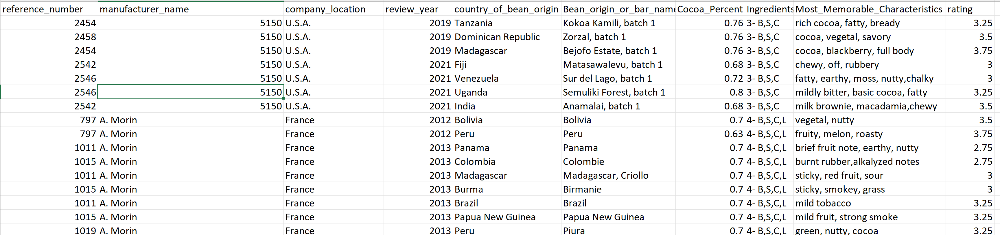 reference_number manufacturer_name company_location review_year country_of_bean_origin Bean_origin_or_bar_name Cocoa_Percent Ingredients Most_Memorable_Characteristics rating
2454 5150 U.S.A. 2019 Tanzania Kokoa Kamili, batch 1 0.76 3- B,S,C rich cocoa, fatty, bready 3.25
2458 5150 U.S.A. 2019 Dominican Republic Zorzal, batch 1 0.76 3- B,S,C cocoa, vegetal, savory 3.5
2454 5150 U.S.A. 2019 Madagascar Bejofo Estate, batch 1 0.76 3- B,S,C cocoa, blackberry, full body 3.75
2542 5150 U.S.A. 2021 Fiji Matasawalevu, batch 1 0.68 3- B,S,C chewy, off, rubbery 3
2546 5150 U.S.A. 2021 Venezuela Sur del Lago, batch 1 0.72 3- B,S,C fatty, earthy, moss, nutty,chalky 3
2546 5150 U.S.A. 2021 Uganda Semuliki Forest, batch 1 0.8 3- B,S,C mildly bitter, basic cocoa, fatty 3.25
2542 5150 U.S.A. 2021 India Anamalai, batch 1 0.68 3- B,S,C milk brownie, macadamia,chewy 3.5
797 A. Morin France 2012 Bolivia Bolivia 0.7 4- B,S,C,L vegetal, nutty 3.5
797 A. Morin France 2012 Peru Peru 0.63 4- B,S,C,L fruity, melon, roasty 3.75
1011 A. Morin France 2013 Panama Panama 0.7 4- B,S,C,L brief fruit note, earthy, nutty 2.75
1015 A. Morin France 2013 Colombia Colombie 0.7 4- B,S,C,L burnt rubber,alkalyzed notes 2.75
1011 A. Morin France 2013 Madagascar Madagascar, Criollo 0.7 4- B,S,C,L sticky, red fruit, sour 3
1015 A. Morin France 2013 Burma Birmanie 0.7 4- B,S,C,L sticky, smokey, grass 3
1011 A. Morin France 2013 Brazil Brazil 0.7 4- B,S,C,L mild tobacco 3.25
1015 A. Morin France 2013 Papua New Guinea Papua New Guinea 0.7 4- B,S,C,L mild fruit, strong smoke 3.25
1019 A. Morin France 2013 Peru Piura 0.7 4- B,S,C,L green, nutty, cocoa 3.25